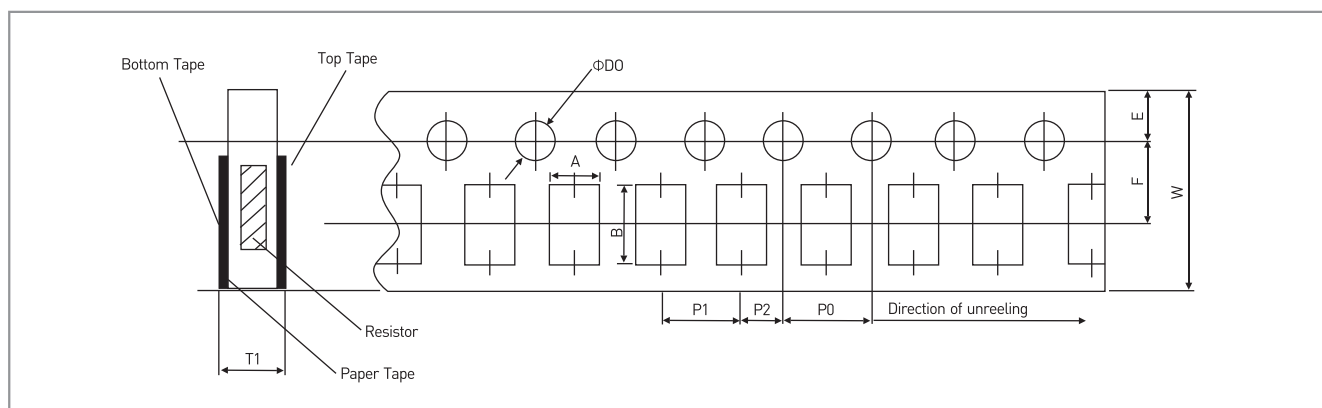 Bottom Tape
Top Tape
ΦD0
A
B
E
F
W
P1
P2
P0
Direction of unreeling
Resistor
T1
Paper Tape